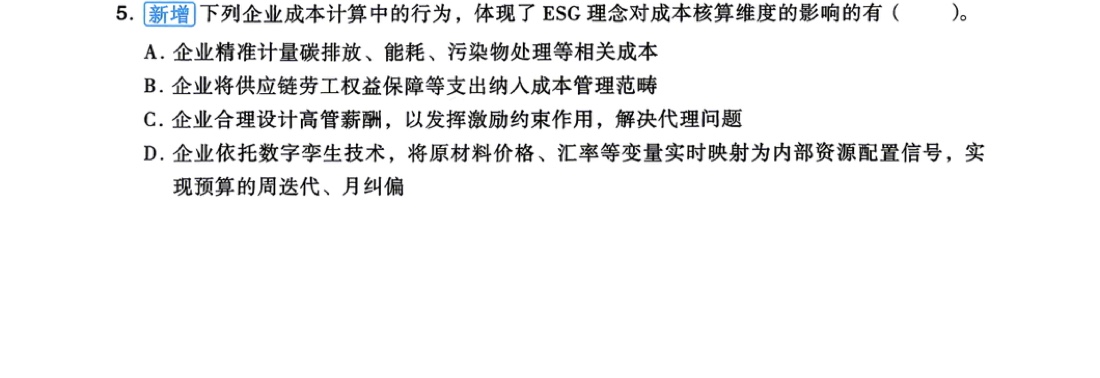 5. 新增 下列企业成本计算中的行为，体现了 ESG 理念对成本核算维度的影响的有（　　）。
A. 企业精准计量碳排放、能耗、污染物处理等相关成本
B. 企业将供应链劳工权益保障等支出纳入成本管理范畴
C. 企业合理设计高管薪酬，以发挥激励约束作用，解决代理问题
D. 企业依托数字孪生技术，将原材料价格、汇率等变量实时映射为内部资源配置信号，实
现预算的周迭代、月纠偏